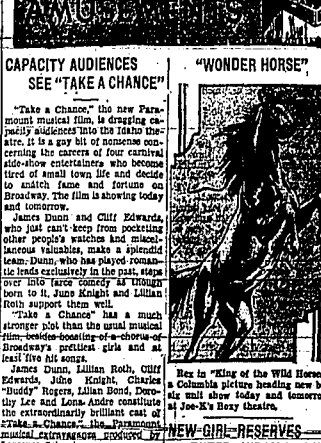 AMUSEMENTS
CAPACITY AUDIENCES
SEE "TAKE A CHANCE"
"Take a Chance," the new Para-
mount musical film, is dragging ca-
pacity audiences into the Idaho the-
atre. It is a gay bit of nonsense con-
cerning the careers of four carnival
side-show entertainers who become
tired of small town life and decide
to snatch fame and fortune on
Broadway. The film is showing today
and tomorrow.
James Dunn and Cliff Edwards,
who just can't keep from pocketing
other people's watches and miscel-
laneous valuables, make a splendid
team. Dunn, who has played roman-
tic leads exclusively in the past, steps
over into farce comedy as though
born to it. June Knight and Lillian
Roth support them well.
"Take a Chance" has a much
stronger plot than the usual musical
film, besides boasting of a chorus of
Broadway's prettiest girls and at
least five hit songs.
James Dunn, Lillian Roth, Cliff
Edwards, June Knight, Charles
"Buddy" Rogers, Lilian Bond, Doro-
thy Lee and Lona Andre constitute
the extraordinarily brilliant cast of
"Take a Chance," the Paramount
musical extravaganza produced by
"WONDER HORSE",
Rex in "King of the Wild Horse
a Columbia picture heading new b
six unit show today and tomorro
at Joe-K's Roxy theatre.
NEW GIRL RESERVES